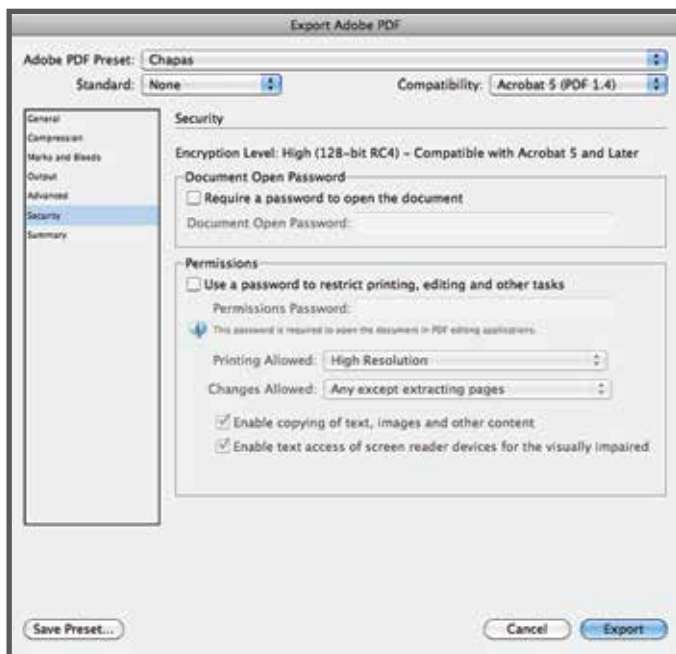 Export Adobe PDF
Adobe PDF Preset: Chapas
Standard: None Compatibility: Acrobat 5 (PDF 1.4)
General
Compression
Marks and Bleeds
Output
Advanced
Security
Summary
Security
Encryption Level: High (128-bit RC4) – Compatible with Acrobat 5 and Later
Document Open Password
Require a password to open the document
Document Open Password:
Permissions
Use a password to restrict printing, editing and other tasks
Permissions Password:
This password is required to open the document in PDF editing applications.
Printing Allowed: High Resolution
Changes Allowed: Any except extracting pages
Enable copying of text, images and other content
Enable text access of screen reader devices for the visually impaired
Save Preset... Cancel Export